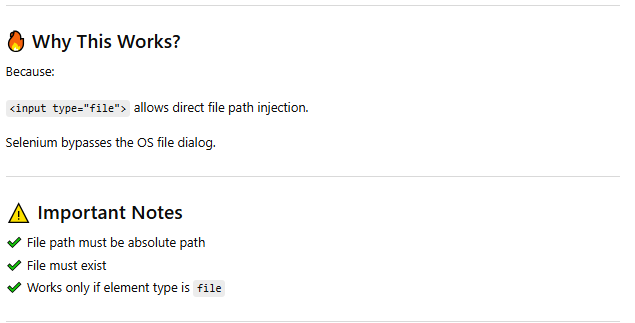 🔥 Why This Works?
Because:
<input type="file"> allows direct file path injection.
Selenium bypasses the OS file dialog.
⚠️ Important Notes
✔ File path must be absolute path
✔ File must exist
✔ Works only if element type is file